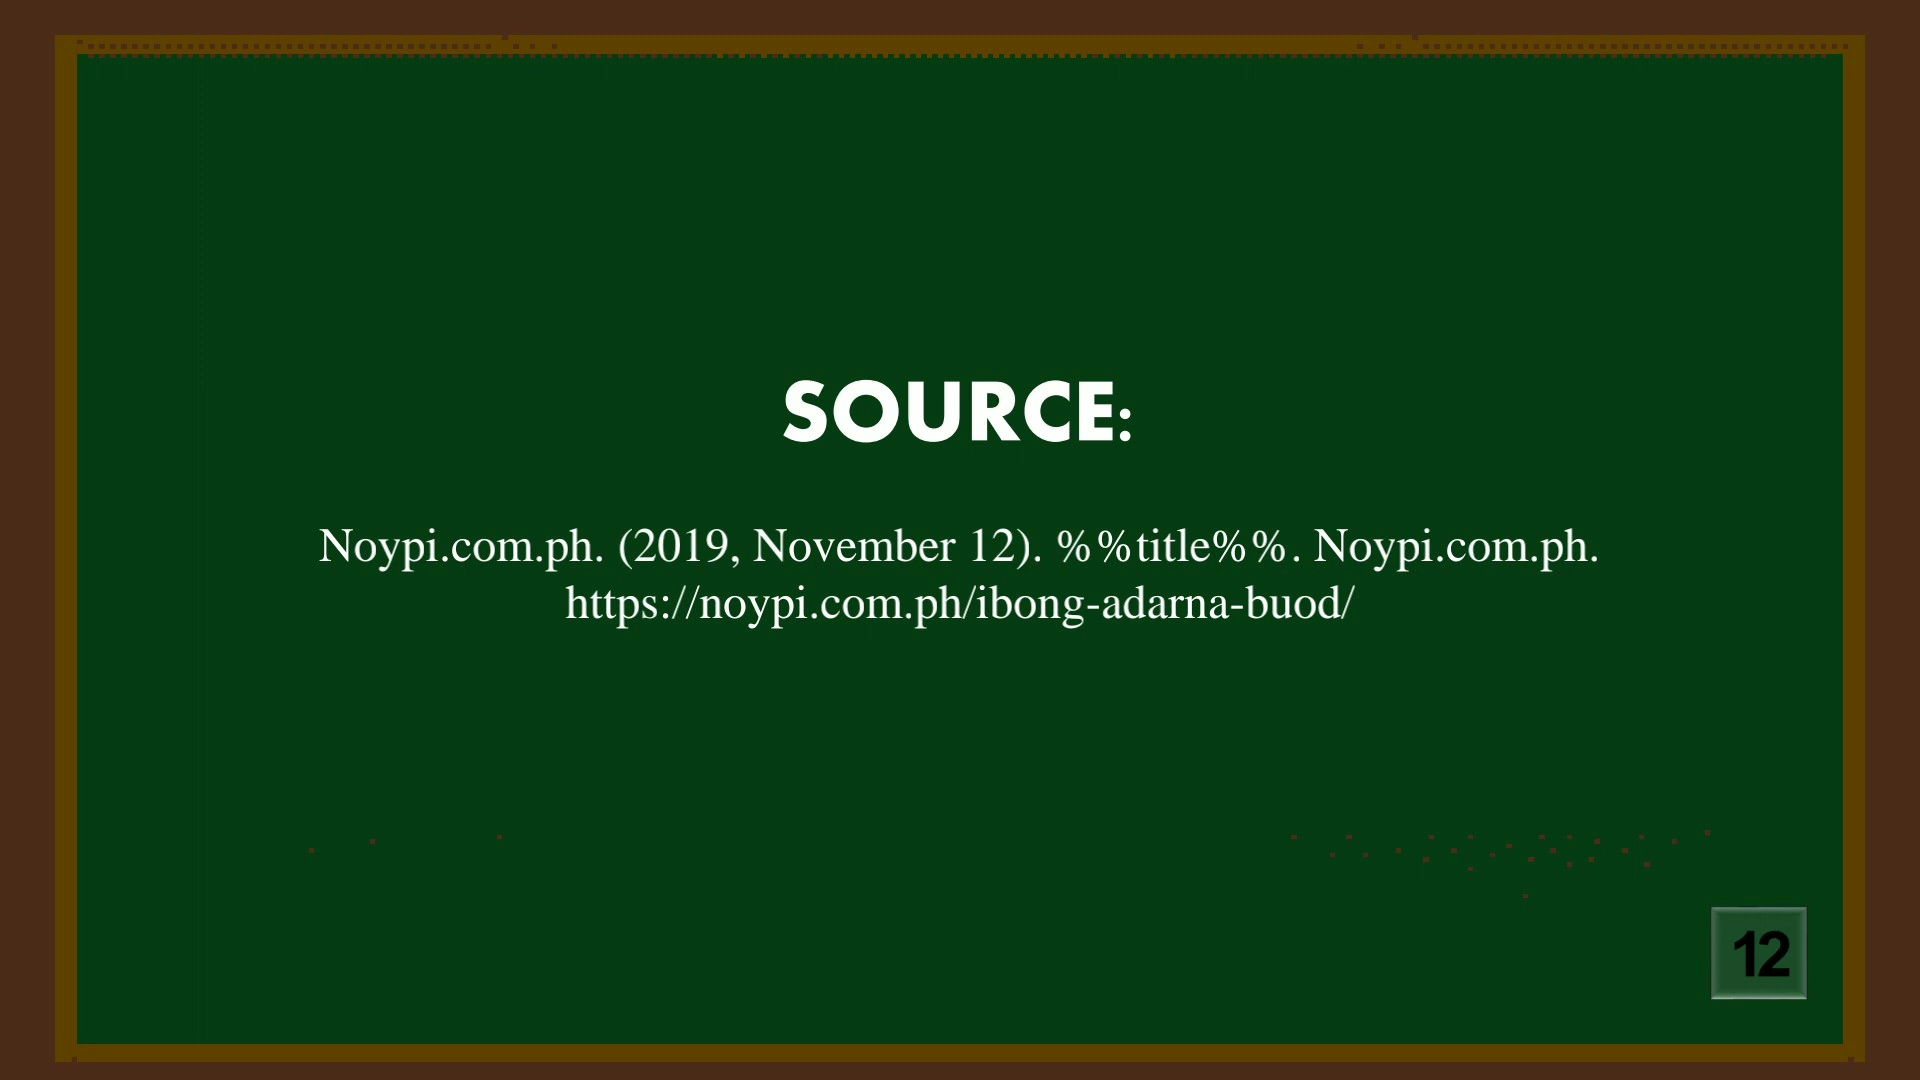 SOURCE:
Noypi.com.ph. (2019, November 12). %%title%%. Noypi.com.ph.
https://noypi.com.ph/ibong-adarna-buod/
12